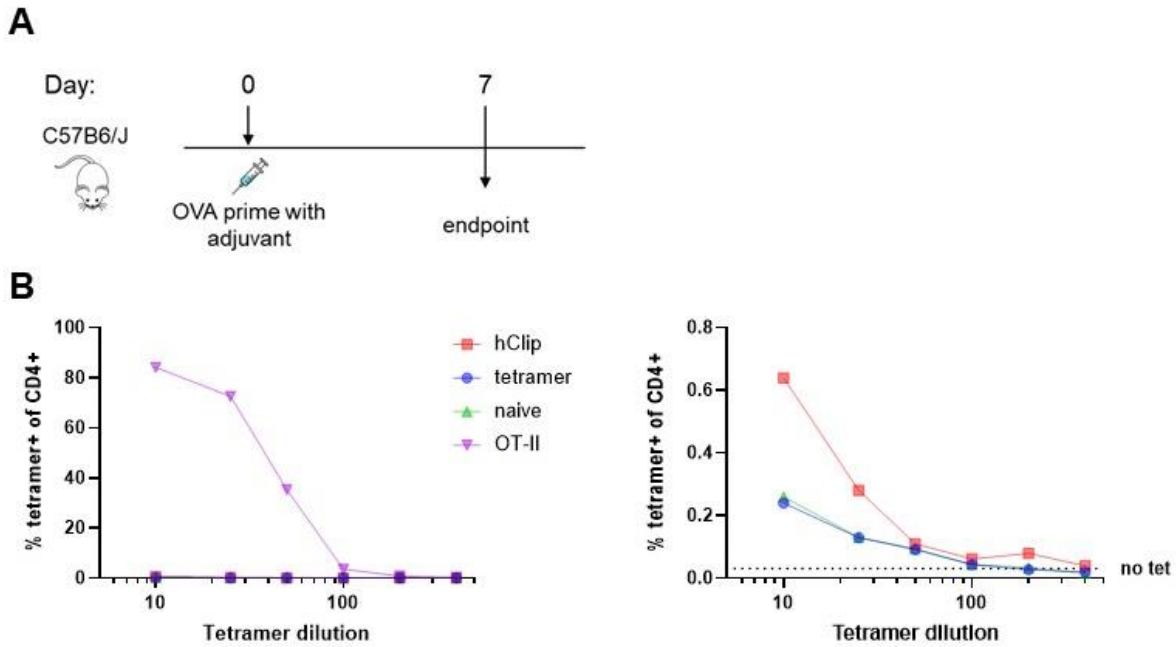 A
Day:
0
7
C57B6/J
OVA prime with
adjuvant
endpoint
B
% tetramer+ of CD4+
100
80
60
40
20
0
10
100
Tetramer dilution
hClip
tetramer
naive
OT-II
% tetramer+ of CD4+
0.8
0.6
0.4
0.2
0.0
10
100
Tetramer dilution
no tet